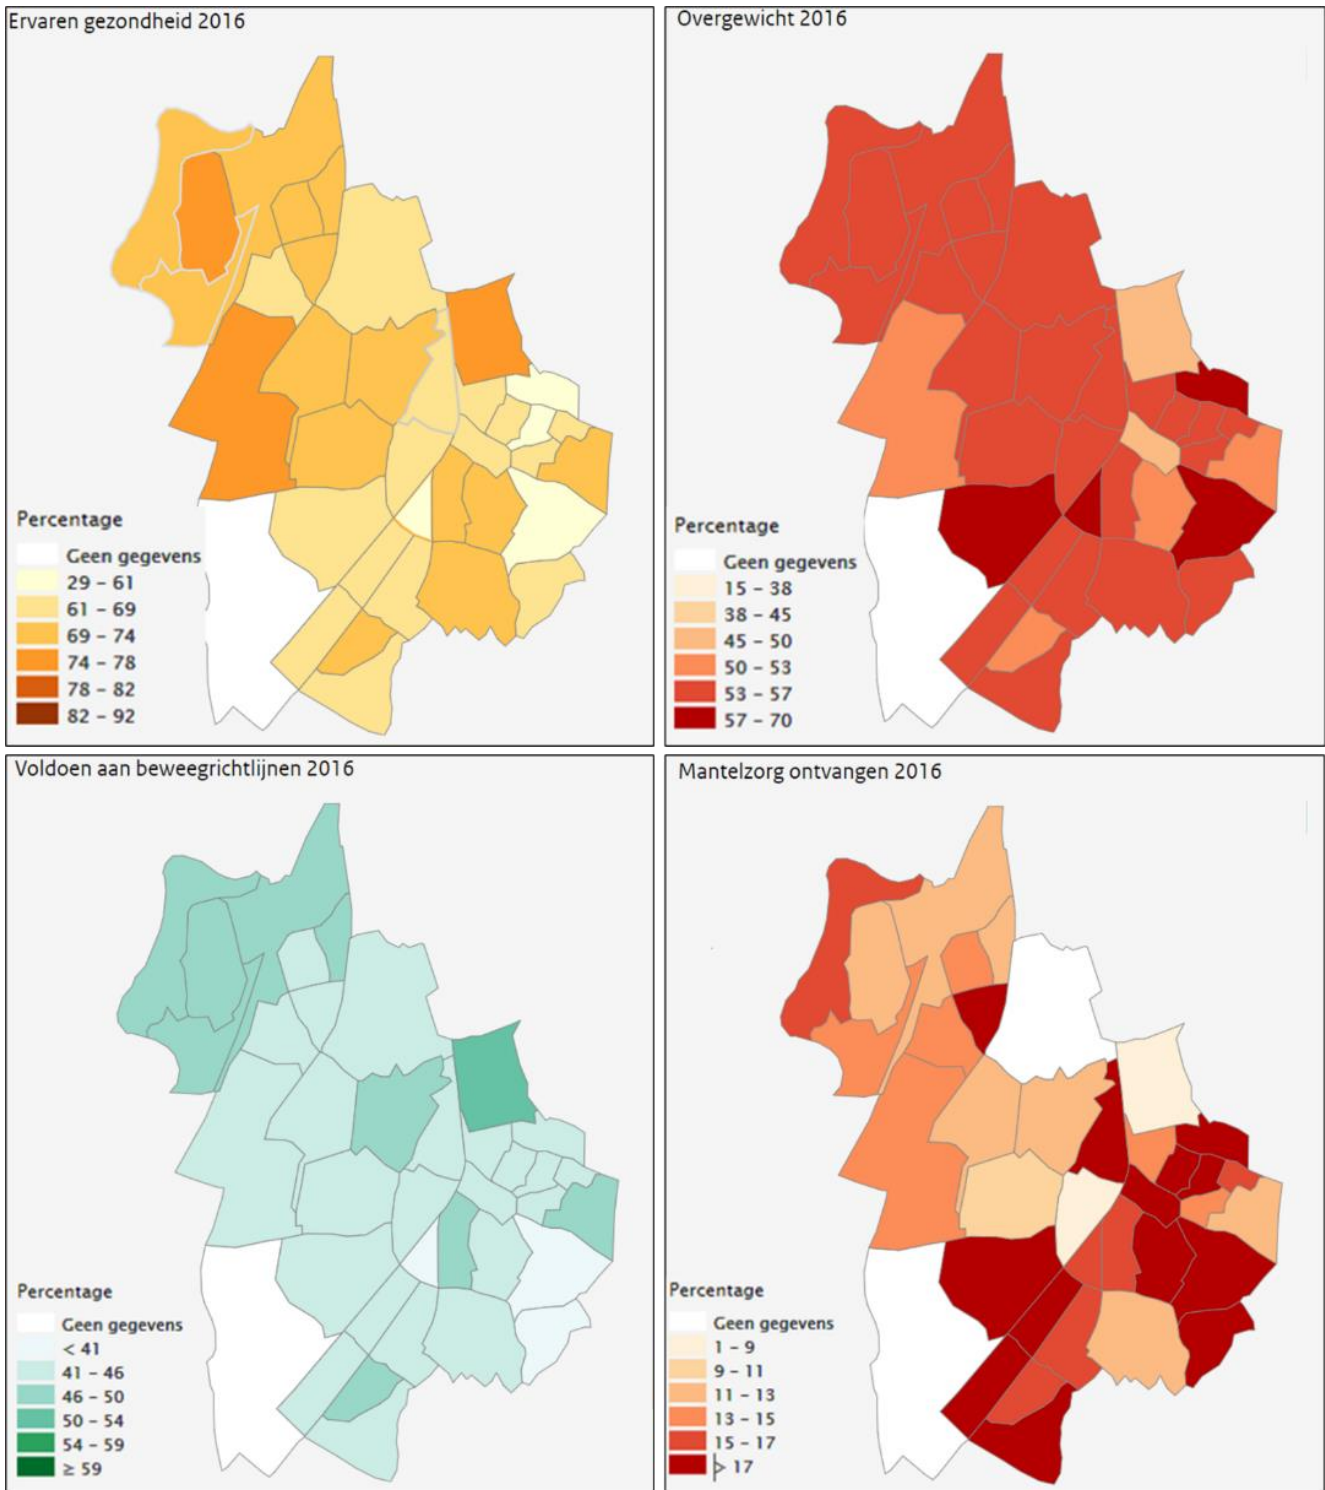 Ervaren gezondheid 2016
Percentage
Geen gegevens
29 – 61
61 – 69
69 – 74
74 – 78
78 – 82
82 – 92
Overgewicht 2016
Percentage
Geen gegevens
15 – 38
38 – 45
45 – 50
50 – 53
53 – 57
57 – 70
Voldoen aan beweegrichtlijnen 2016
Percentage
Geen gegevens
< 41
41 – 46
46 – 50
50 – 54
54 – 59
≥ 59
Mantelzorg ontvangen 2016
Percentage
Geen gegevens
1 – 9
9 – 11
11 – 13
13 – 15
15 – 17
> 17